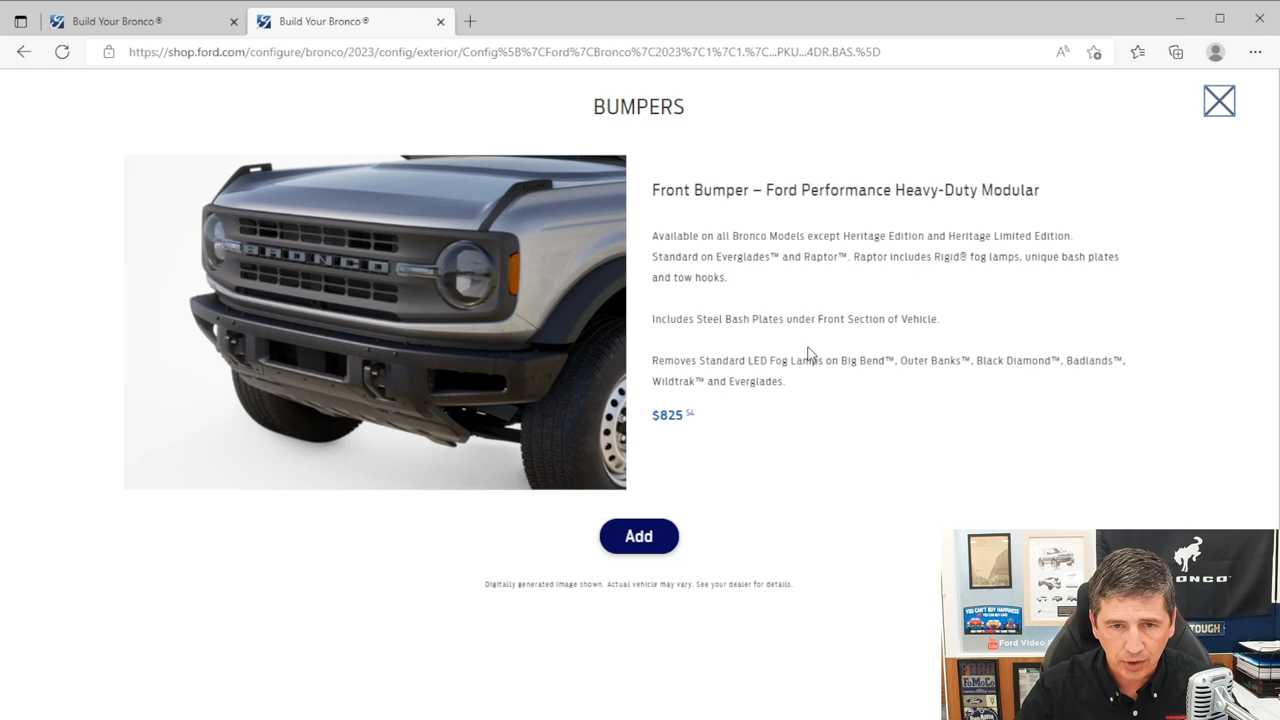 Build Your Bronco®
Build Your Bronco®
https://shop.ford.com/configure/bronco/2023/config/exterior/Config%5B%7CFord%7CBronco%7C2023%7C1%7C1.%7C...PKU...4DR.BAS.%5D
BUMPERS
BRONCO
Front Bumper – Ford Performance Heavy-Duty Modular
Available on all Bronco Models except Heritage Edition and Heritage Limited Edition.
Standard on Everglades™ and Raptor™. Raptor includes Rigid® fog lamps, unique bash plates
and tow hooks.
Includes Steel Bash Plates under Front Section of Vehicle.
Removes Standard LED Fog Lamps on Big Bend™, Outer Banks™, Black Diamond™, Badlands™,
Wildtrak™ and Everglades.
$825 S4
Add
Digitally generated image shown. Actual vehicle may vary. See your dealer for details.
RONCO
YOU CAN'T BUY HAPPINESS
TOUGH
Ford Video
FORD
FoMoCo